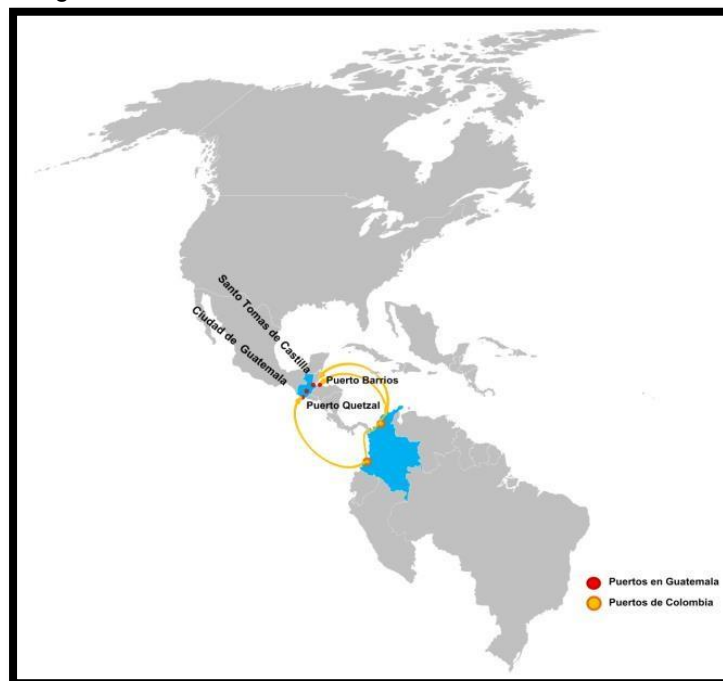 Santo Tomas de Castilla
Ciudad de Guatemala
Puerto Barrios
Puerto Quetzal
Puertos en Guatemala
Puertos de Colombia